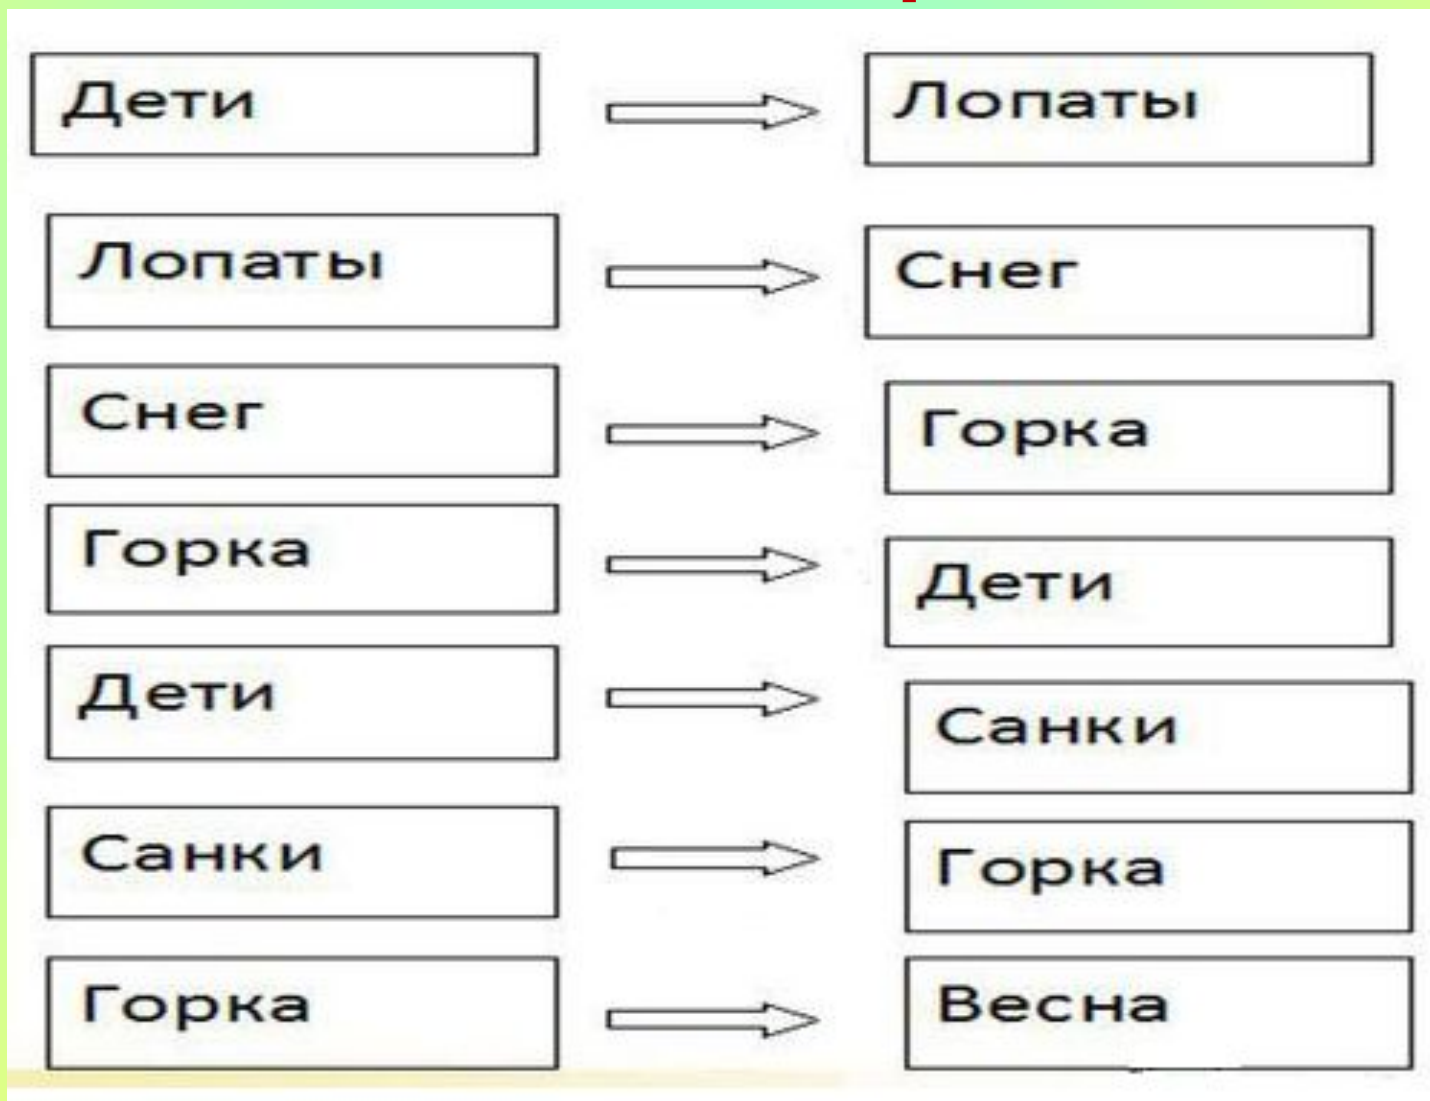 Дети
Лопаты
Лопаты
Снег
Снег
Горка
Горка
Дети
Дети
Санки
Санки
Горка
Горка
Весна